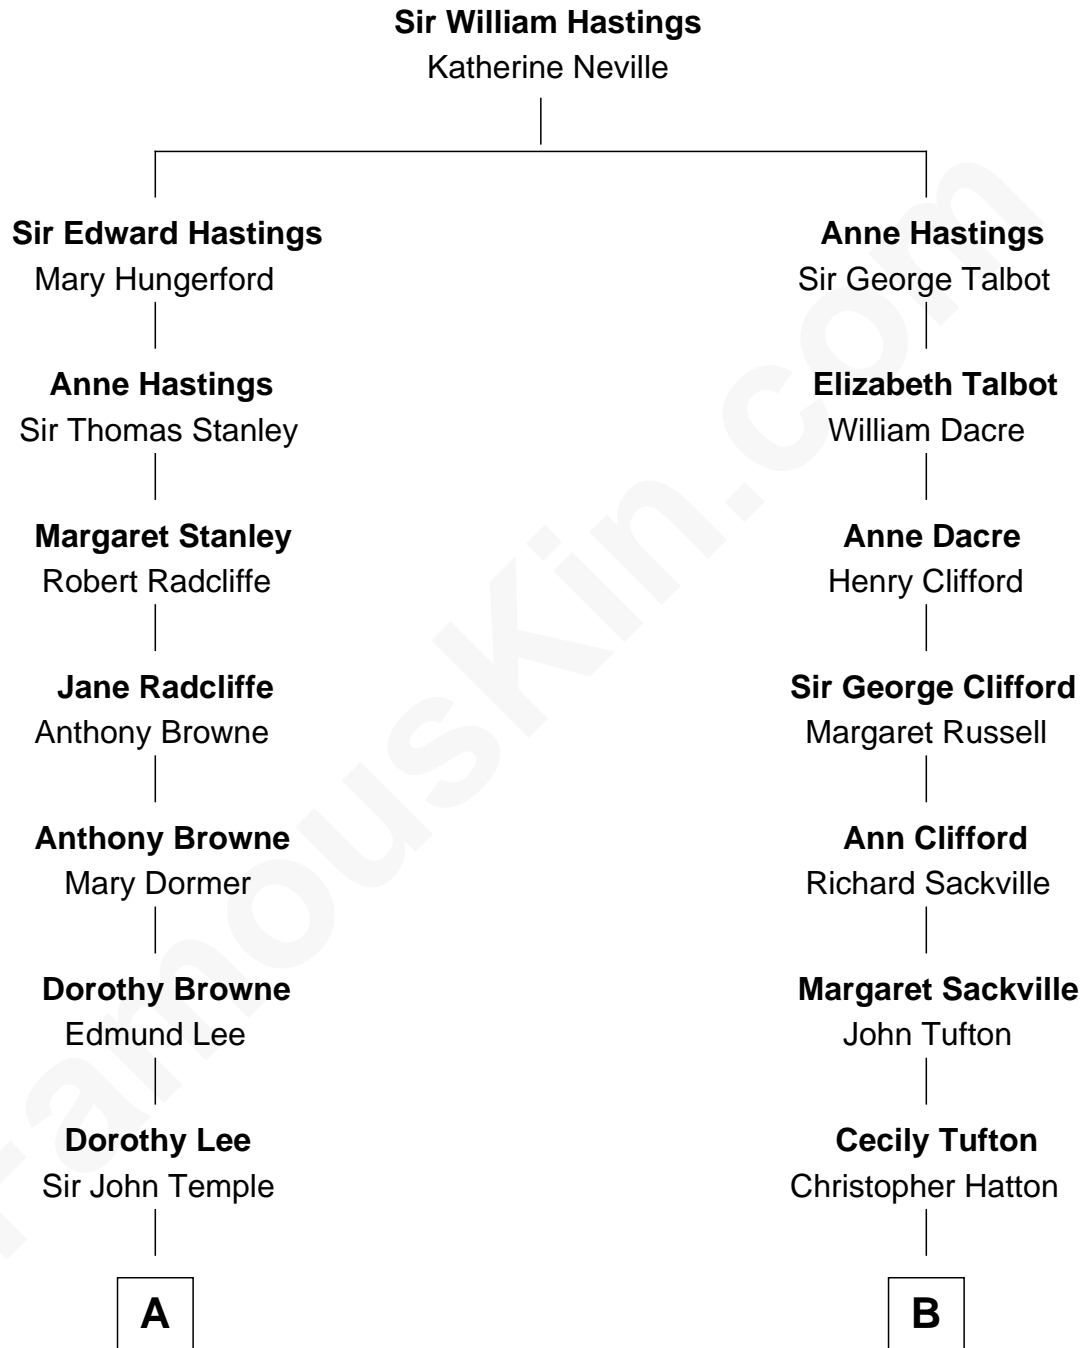 Sir William Hastings
Katherine Neville
Sir Edward Hastings
Mary Hungerford
Anne Hastings
Sir George Talbot
Anne Hastings
Sir Thomas Stanley
Elizabeth Talbot
William Dacre
Margaret Stanley
Robert Radcliffe
Anne Dacre
Henry Clifford
Jane Radcliffe
Anthony Browne
Sir George Clifford
Margaret Russell
Anthony Browne
Mary Dormer
Ann Clifford
Richard Sackville
Dorothy Browne
Edmund Lee
Margaret Sackville
John Tufton
Dorothy Lee
Sir John Temple
Cecily Tufton
Christopher Hatton
A
B
FamousKin.com